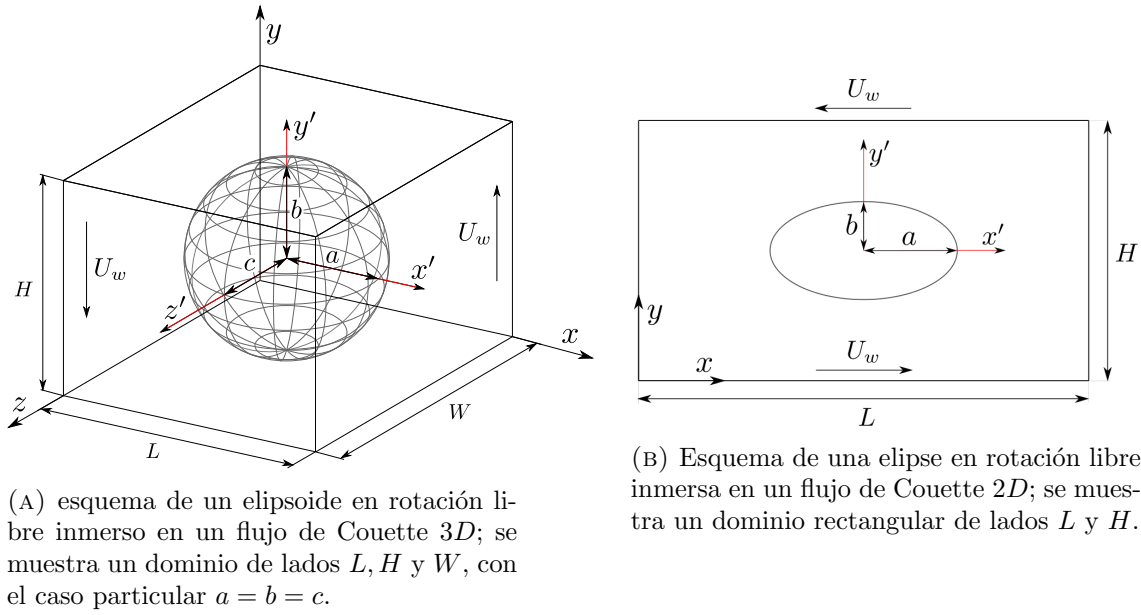 y
y′
b
U_w
U_w
H
c
a
x′
z′
x
z
W
L
(A) esquema de un elipsoide en rotación li-
bre inmerso en un flujo de Couette 3D; se
muestra un dominio de lados L, H y W, con
el caso particular a = b = c.
U_w
y′
b
a
x′
H
y
U_w
x
L
(B) Esquema de una elipse en rotación libre
inmersa en un flujo de Couette 2D; se mues-
tra un dominio rectangular de lados L y H.